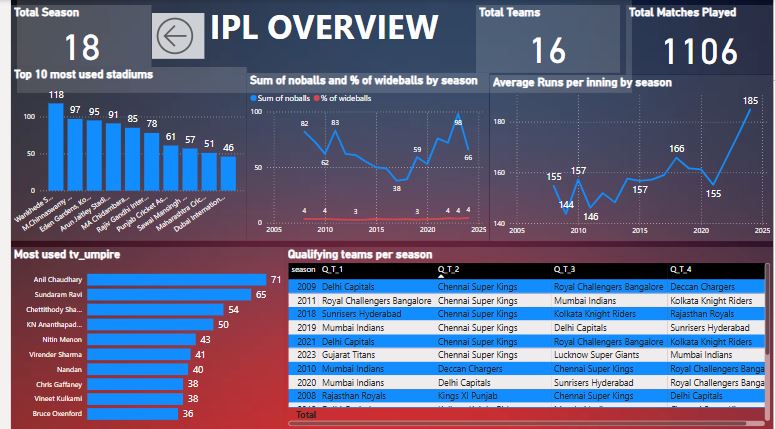 Total Season
18
IPL OVERVIEW
Total Teams
16
Total Matches Played
1106
Top 10 most used stadiums
100
50
0
118
97
95
91
85
78
61
57
51
46
Wankhede S...
M.Chinnaswamy ...
Eden Gardens, Ko...
Arun Jaitley Stadi...
MA Chidambara...
Rajiv Gandhi Inter...
Punjab Cricket As...
Sawai Mansingh ...
Maharashtra Cric...
Dubai Internation...
Sum of noballs and % of wideballs by season
Sum of noballs % of wideballs
100
50
0
82
62
83
38
59
98
66
4 4 3 3 4 4 4
2005 2010 2015 2020 2025
Average Runs per inning by season
180
160
140
155
144
157
146
157
166
155
185
2005 2010 2015 2020 2025
Most used tv_umpire
Anil Chaudhary 71
Sundaram Ravi 65
Chettithody Sha... 54
KN Ananthapad... 50
Nitin Menon 43
Virender Sharma 41
Nandan 40
Chris Gaffaney 38
Vineet Kulkarni 38
Bruce Oxenford 36
Qualifying teams per season
season Q_T_1 Q_T_2 Q_T_3 Q_T_4
2009 Delhi Capitals Chennai Super Kings Royal Challengers Bangalore Deccan Chargers
2011 Royal Challengers Bangalore Chennai Super Kings Mumbai Indians Kolkata Knight Riders
2018 Sunrisers Hyderabad Chennai Super Kings Kolkata Knight Riders Rajasthan Royals
2019 Mumbai Indians Chennai Super Kings Delhi Capitals Sunrisers Hyderabad
2021 Delhi Capitals Chennai Super Kings Royal Challengers Bangalore Kolkata Knight Riders
2023 Gujarat Titans Chennai Super Kings Lucknow Super Giants Mumbai Indians
2010 Mumbai Indians Deccan Chargers Chennai Super Kings Royal Challengers Banga
2020 Mumbai Indians Delhi Capitals Sunrisers Hyderabad Royal Challengers Banga
2008 Rajasthan Royals Kings XI Punjab Chennai Super Kings Delhi Capitals
Total